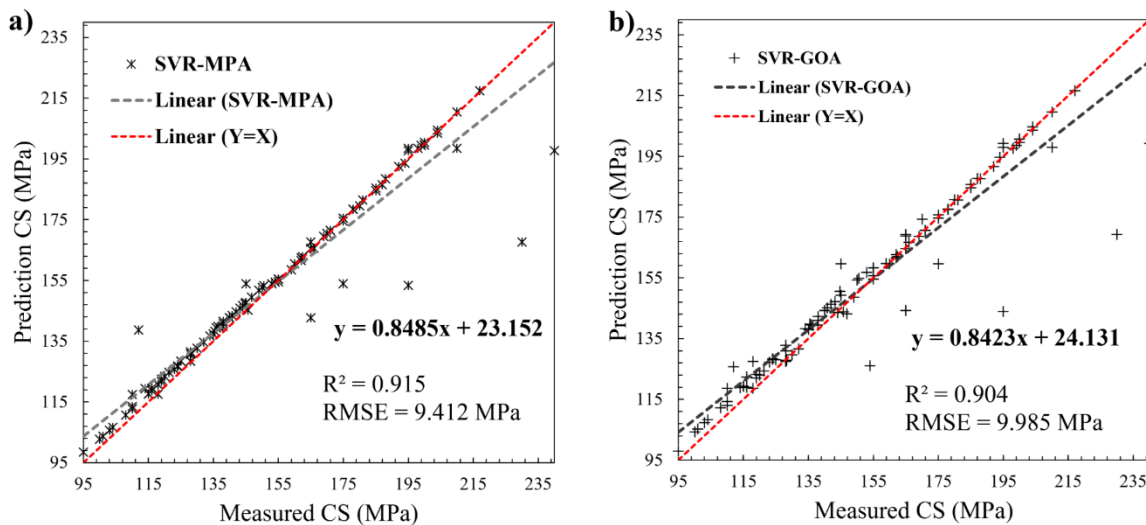 a)
SVR-MPA
Linear (SVR-MPA)
Linear (Y=X)
y = 0.8485x + 23.152
R² = 0.915
RMSE = 9.412 MPa
Prediction CS (MPa)
235
215
195
175
155
135
115
95
95 115 135 155 175 195 215 235
Measured CS (MPa)
b)
SVR-GOA
Linear (SVR-GOA)
Linear (Y=X)
y = 0.8423x + 24.131
R² = 0.904
RMSE = 9.985 MPa
Prediction CS (MPa)
235
215
195
175
155
135
115
95
95 115 135 155 175 195 215 235
Measured CS (MPa)